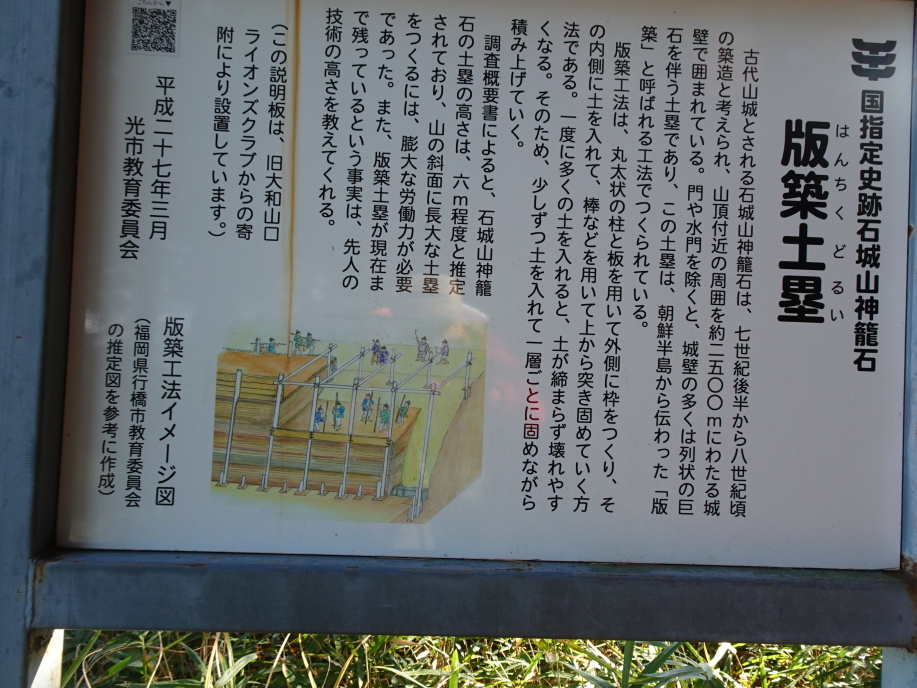 国指定史跡石城山神籠石
はんちくどるい
版築土塁
古代山城とされる石城山神籠石は、七世紀後半から八世紀頃
の築造と考えられ、山頂付近の周囲を約二五〇〇mにわたる城
壁で囲まれている。門や水門を除くと、城壁の多くは列状の巨
石を伴う土塁であり、この土塁は、朝鮮半島から伝わった「版
築」と呼ばれる工法でつくられている。
版築工法は、丸太状の柱と板を用いて外側に枠をつくり、そ
の内側に土を入れて、棒などを用いて上から突き固めていく方
法である。一度に多くの土を入れると、土が締まらず壊れやす
くなる。そのため、少しずつ土を入れて一層ごとに固めながら
積み上げていく。
調査概要書によると、石城山神籠
石の土塁の高さは、六m程度と推定
されており、山の斜面に長大な土塁
をつくるには、膨大な労働力が必要
であった。また、版築土塁が現在ま
で残っているという事実は、先人の
技術の高さを教えてくれる。
(この説明板は、旧大和山口
ライオンズクラブからの寄
附により設置しています。)
平成二十七年三月
光市教育委員会
版築工法イメージ図
(福岡県行橋市教育委員会
の推定図を参考に作成)